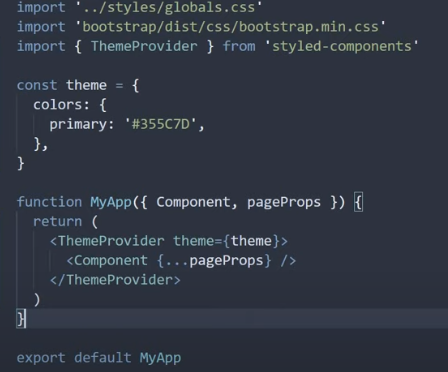 import '../styles/globals.css'
import 'bootstrap/dist/css/bootstrap.min.css'
import { ThemeProvider } from 'styled-components'

const theme = {
  colors: {
    primary: '#355C7D',
  },
}

function MyApp({ Component, pageProps }) {
  return (
    <ThemeProvider theme={theme}>
      <Component {...pageProps} />
    </ThemeProvider>
  )
}

export default MyApp